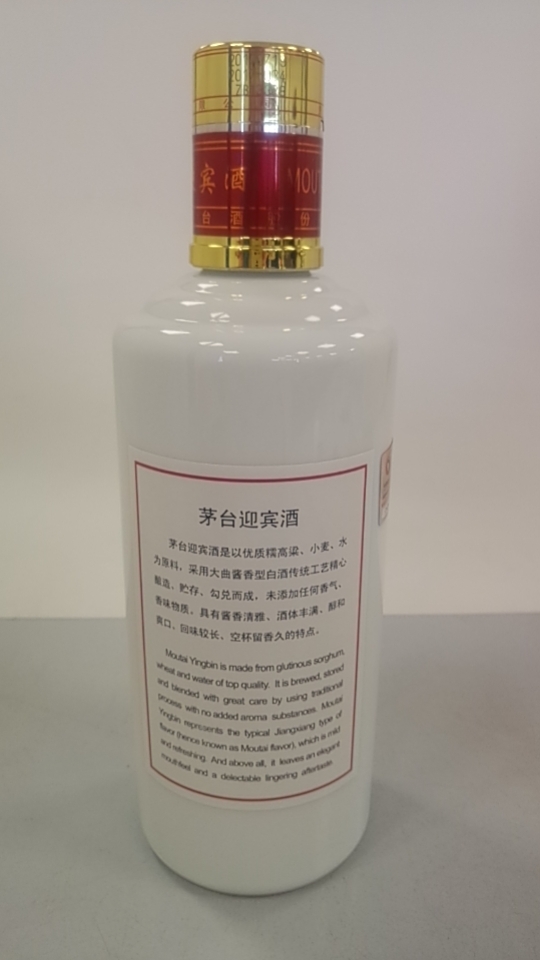 宾酒 MOUT
台酒 份
茅台迎宾酒
茅台迎宾酒是以优质糯高粱、小麦、水
为原料，采用大曲酱香型白酒传统工艺精心
酿造、贮存、勾兑而成，未添加任何香气、
香味物质，具有酱香清雅、酒体丰满、醇和
爽口、回味较长、空杯留香久的特点。
Moutai Yingbin is made from glutinous sorghum,
wheat and water of top quality. It is brewed, stored
and blended with great care by using traditional
process with no added aroma substances. Moutai
Yingbin represents the typical Jiangxiang type of
flavor (hence known as Moutai flavor), which is mild
and refreshing. And above all, it leaves an elegant
mouthfeel and a delectable lingering aftertaste.